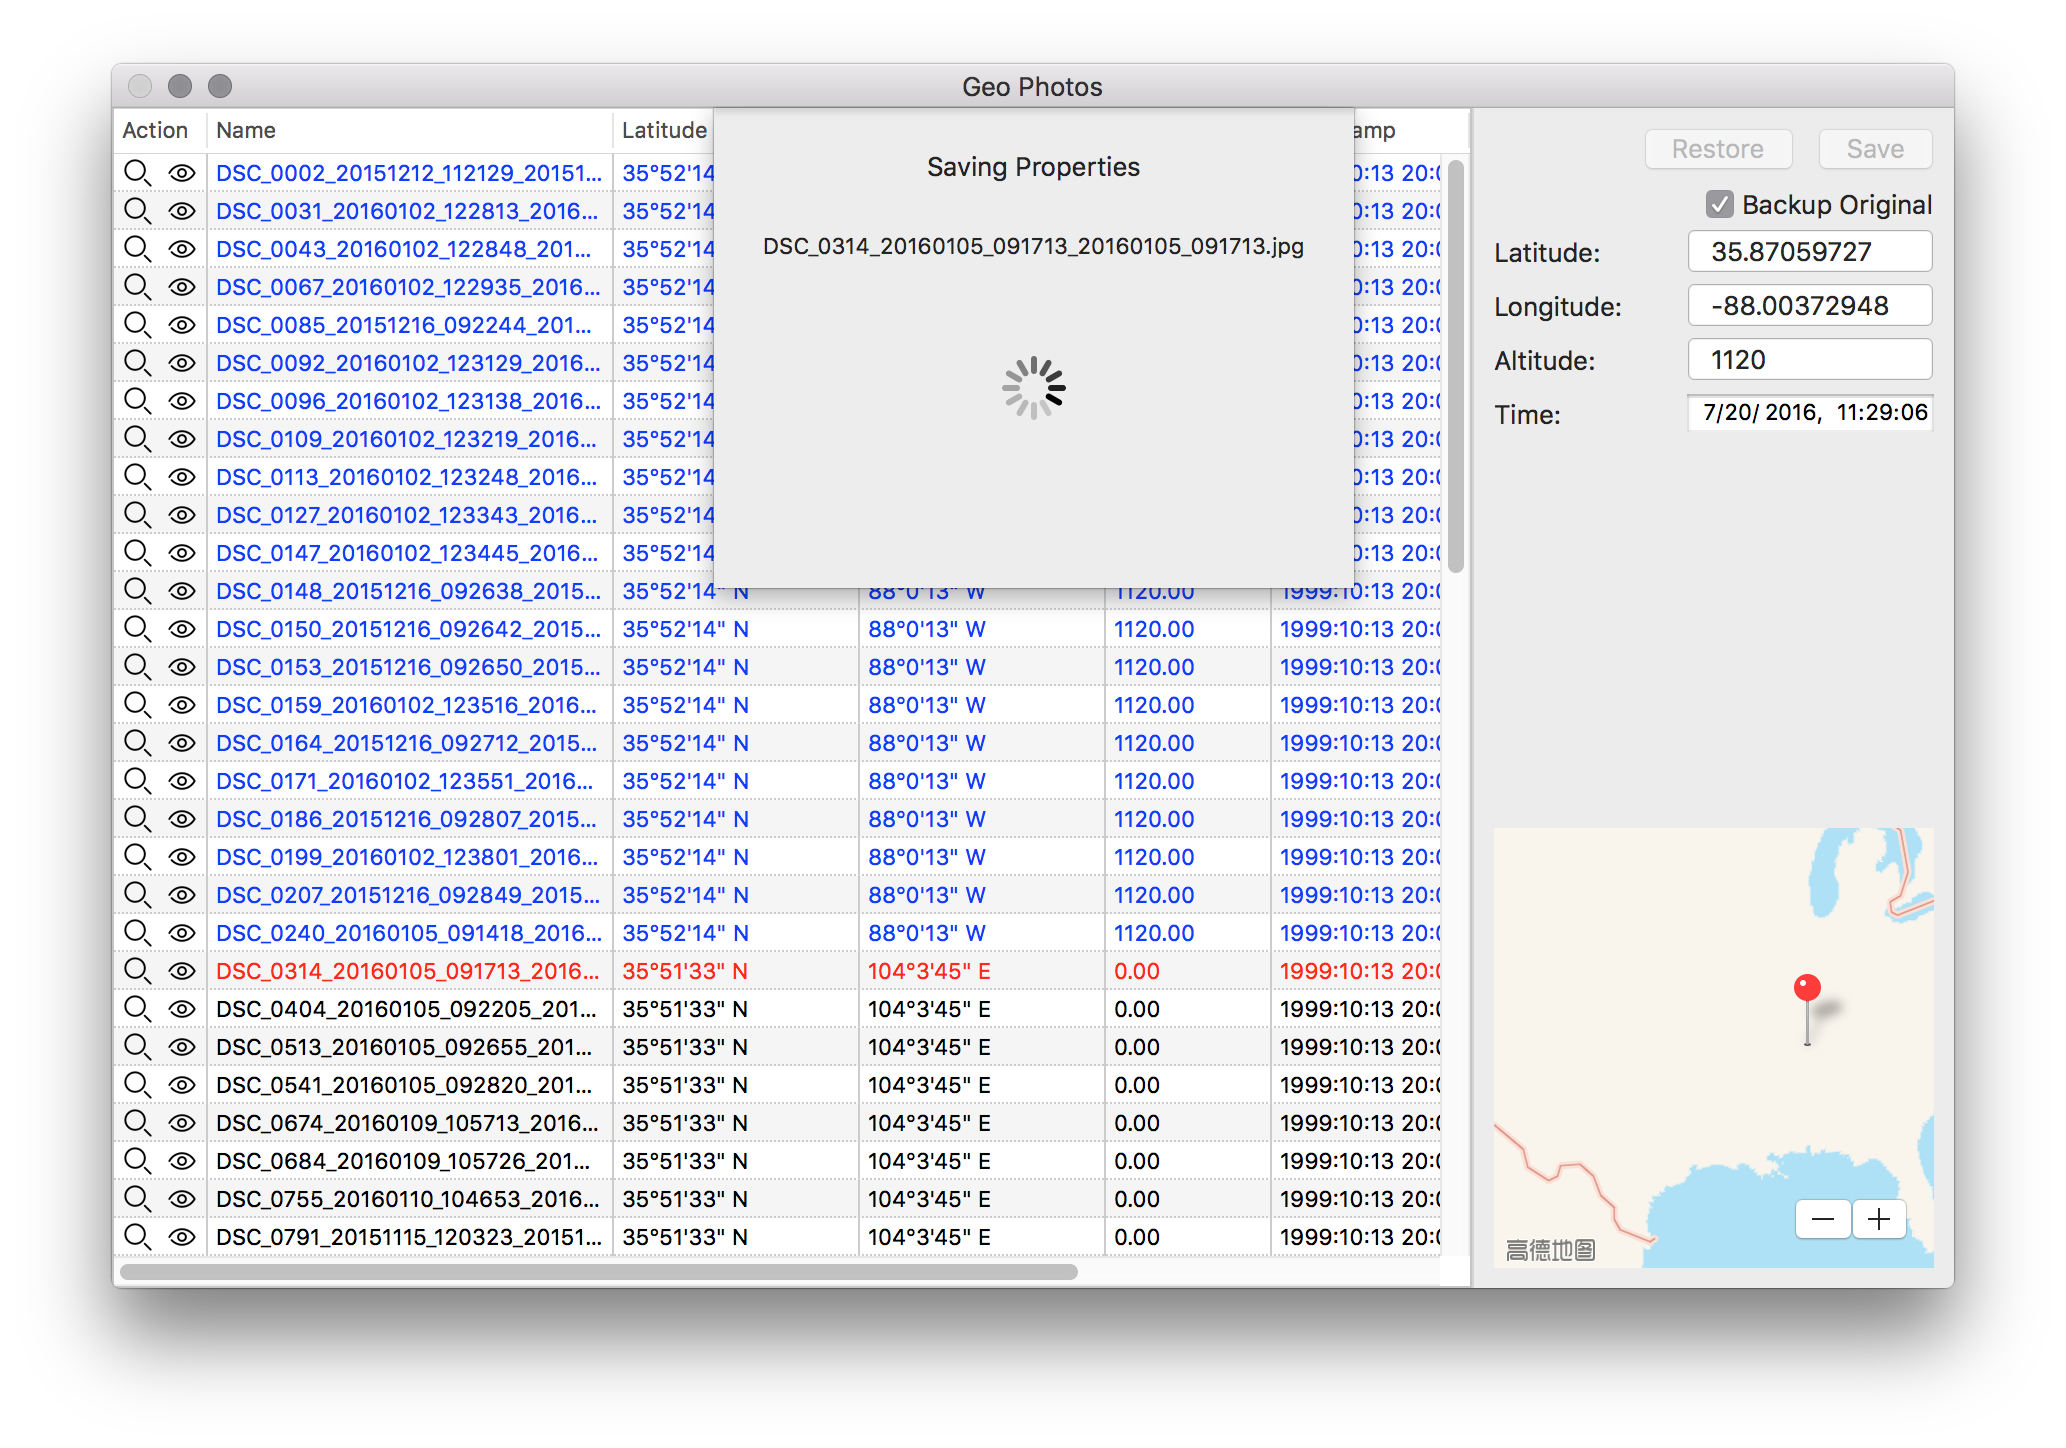 Geo Photos
Action Name Latitude amp
Saving Properties
DSC_0314_20160105_091713_20160105_091713.jpg
DSC_0002_20151212_112129_20151... 35°52'14 0:13 20:
DSC_0031_20160102_122813_2016... 35°52'14 0:13 20:
DSC_0043_20160102_122848_201... 35°52'14 0:13 20:
DSC_0067_20160102_122935_2016... 35°52'14 0:13 20:
DSC_0085_20151216_092244_201... 35°52'14 0:13 20:
DSC_0092_20160102_123129_2016... 35°52'14 0:13 20:
DSC_0096_20160102_123138_2016... 35°52'14 0:13 20:
DSC_0109_20160102_123219_2016... 35°52'14 0:13 20:
DSC_0113_20160102_123248_2016... 35°52'14 0:13 20:
DSC_0127_20160102_123343_2016... 35°52'14 0:13 20:
DSC_0147_20160102_123445_2016... 35°52'14 0:13 20:
DSC_0148_20151216_092638_2015... 35°52'14" N 88°0'13" W 1120.00 1999:10:13 20:
DSC_0150_20151216_092642_2015... 35°52'14" N 88°0'13" W 1120.00 1999:10:13 20:
DSC_0153_20151216_092650_2015... 35°52'14" N 88°0'13" W 1120.00 1999:10:13 20:
DSC_0159_20160102_123516_2016... 35°52'14" N 88°0'13" W 1120.00 1999:10:13 20:
DSC_0164_20151216_092712_2015... 35°52'14" N 88°0'13" W 1120.00 1999:10:13 20:
DSC_0171_20160102_123551_2016... 35°52'14" N 88°0'13" W 1120.00 1999:10:13 20:
DSC_0186_20151216_092807_2015... 35°52'14" N 88°0'13" W 1120.00 1999:10:13 20:
DSC_0199_20160102_123801_2016... 35°52'14" N 88°0'13" W 1120.00 1999:10:13 20:
DSC_0207_20151216_092849_2015... 35°52'14" N 88°0'13" W 1120.00 1999:10:13 20:
DSC_0240_20160105_091418_2016... 35°52'14" N 88°0'13" W 1120.00 1999:10:13 20:
DSC_0314_20160105_091713_2016... 35°51'33" N 104°3'45" E 0.00 1999:10:13 20:
DSC_0404_20160105_092205_201... 35°51'33" N 104°3'45" E 0.00 1999:10:13 20:
DSC_0513_20160105_092655_201... 35°51'33" N 104°3'45" E 0.00 1999:10:13 20:
DSC_0541_20160105_092820_201... 35°51'33" N 104°3'45" E 0.00 1999:10:13 20:
DSC_0674_20160109_105713_2016... 35°51'33" N 104°3'45" E 0.00 1999:10:13 20:
DSC_0684_20160109_105726_201... 35°51'33" N 104°3'45" E 0.00 1999:10:13 20:
DSC_0755_20160110_104653_2016... 35°51'33" N 104°3'45" E 0.00 1999:10:13 20:
DSC_0791_20151115_120323_20151... 35°51'33" N 104°3'45" E 0.00 1999:10:13 20:
Restore Save
Backup Original
Latitude: 35.87059727
Longitude: -88.00372948
Altitude: 1120
Time: 7/20/ 2016, 11:29:06
高德地图